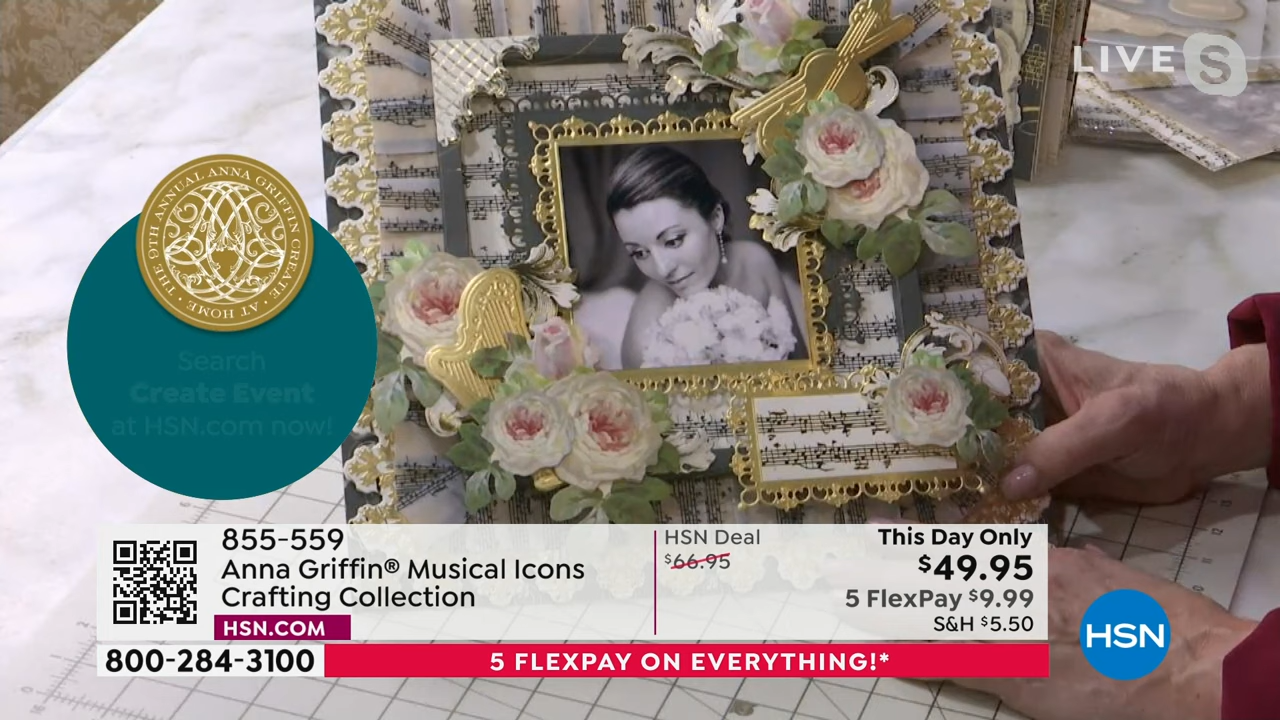 LIVE S
THE 9TH ANNUAL ANNA GRIFFIN CREATE · AT HOME ·
Search
Create Event
at HSN.com now!
855-559
Anna Griffin® Musical Icons
Crafting Collection
HSN.COM
HSN Deal
$66.95
This Day Only
$49.95
5 FlexPay $9.99
S&H $5.50
HSN
800-284-3100
5 FLEXPAY ON EVERYTHING!*